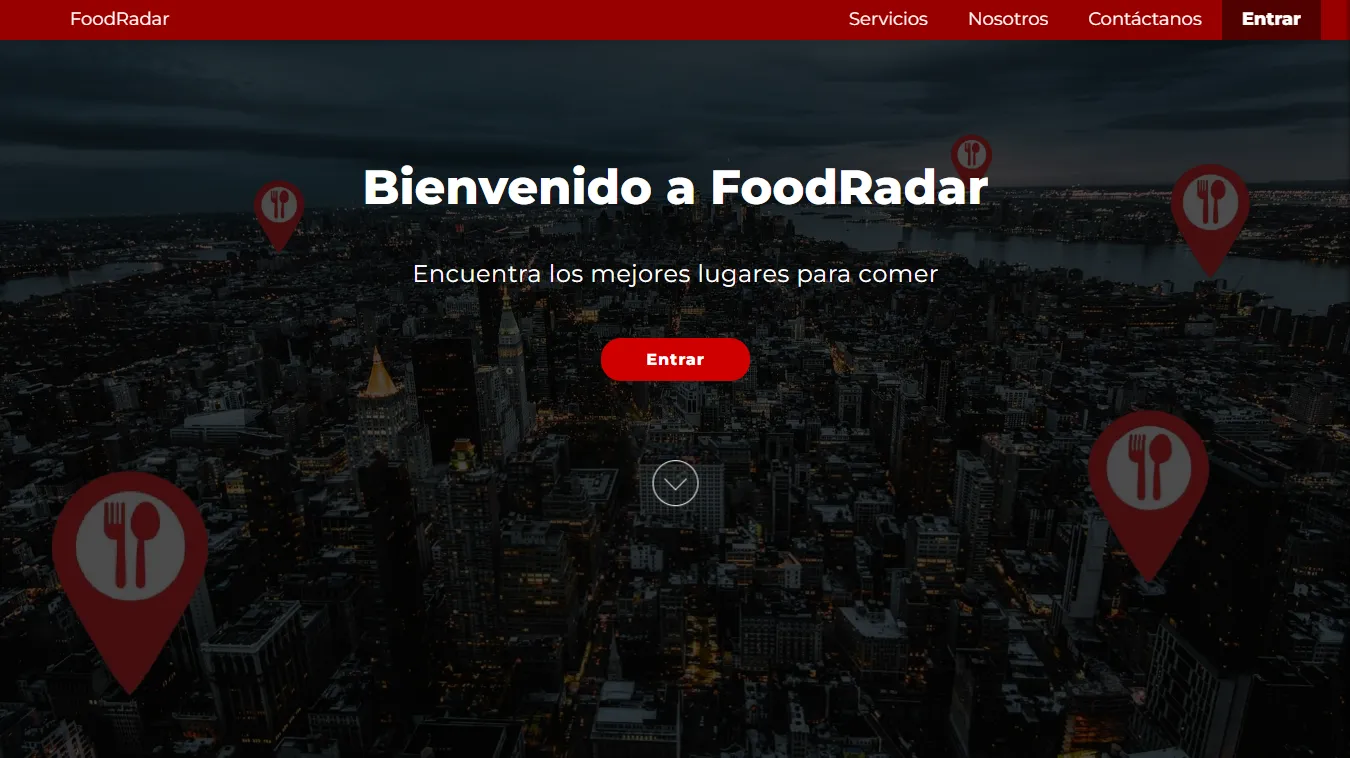 FoodRadar
Servicios Nosotros Contáctanos Entrar
Bienvenido a FoodRadar
Encuentra los mejores lugares para comer
Entrar